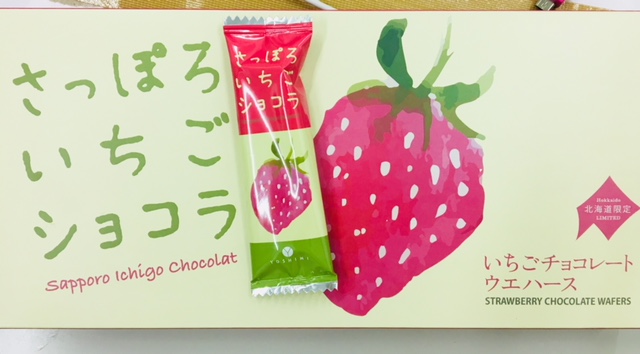 さっぽろ
いちご
ショコラ
Sapporo Ichigo Chocolat
さっぽろ
いちご
ショコラ
YOSHIMI
Hokkaido
北海道限定
LIMITED
いちごチョコレート
ウエハース
STRAWBERRY CHOCOLATE WAFERS